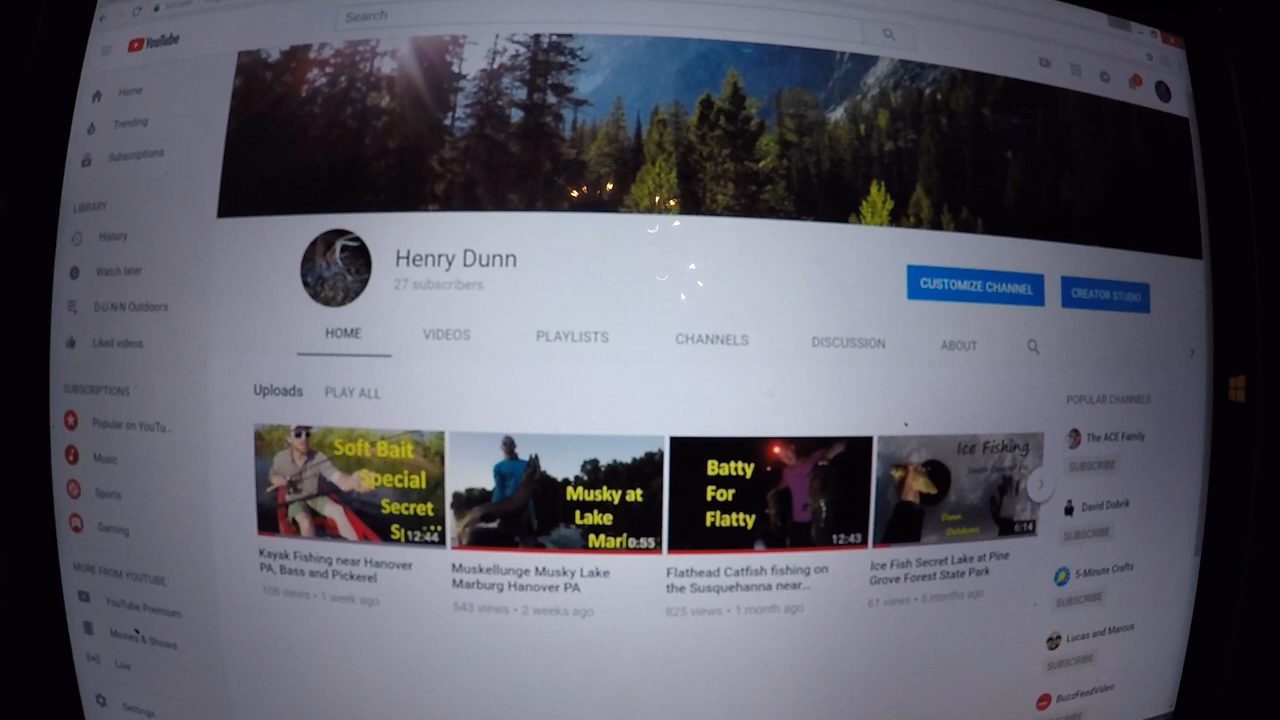 Search
YouTube
Home
Trending
Subscriptions
LIBRARY
History
Watch later
D-U-N-N Outdoors
Liked videos
SUBSCRIPTIONS
Popular on YouTu...
Music
Sports
Gaming
MORE FROM YOUTUBE
YouTube Premium
Movies & Shows
Live
Settings
Henry Dunn
27 subscribers
CUSTOMIZE CHANNEL
CREATOR STUDIO
HOME
VIDEOS
PLAYLISTS
CHANNELS
DISCUSSION
ABOUT
Uploads
PLAY ALL
Soft Bait
Special
Secret
12:44
Kayak Fishing near Hanover
PA, Bass and Pickerel
108 views • 1 week ago
Musky at
Lake
Marl
0:55
Muskellunge Musky Lake
Marburg Hanover PA
543 views • 2 weeks ago
Batty
For
Flatty
12:43
Flathead Catfish fishing on
the Susquehanna near...
825 views • 1 month ago
Ice Fishing
Dunn
Outdoors
6:14
Ice Fish Secret Lake at Pine
Grove Forest State Park
61 views • 5 months ago
POPULAR CHANNELS
The ACE Family
SUBSCRIBE
David Dobrik
SUBSCRIBE
5-Minute Crafts
SUBSCRIBE
Lucas and Marcus
SUBSCRIBE
BuzzFeedVideo